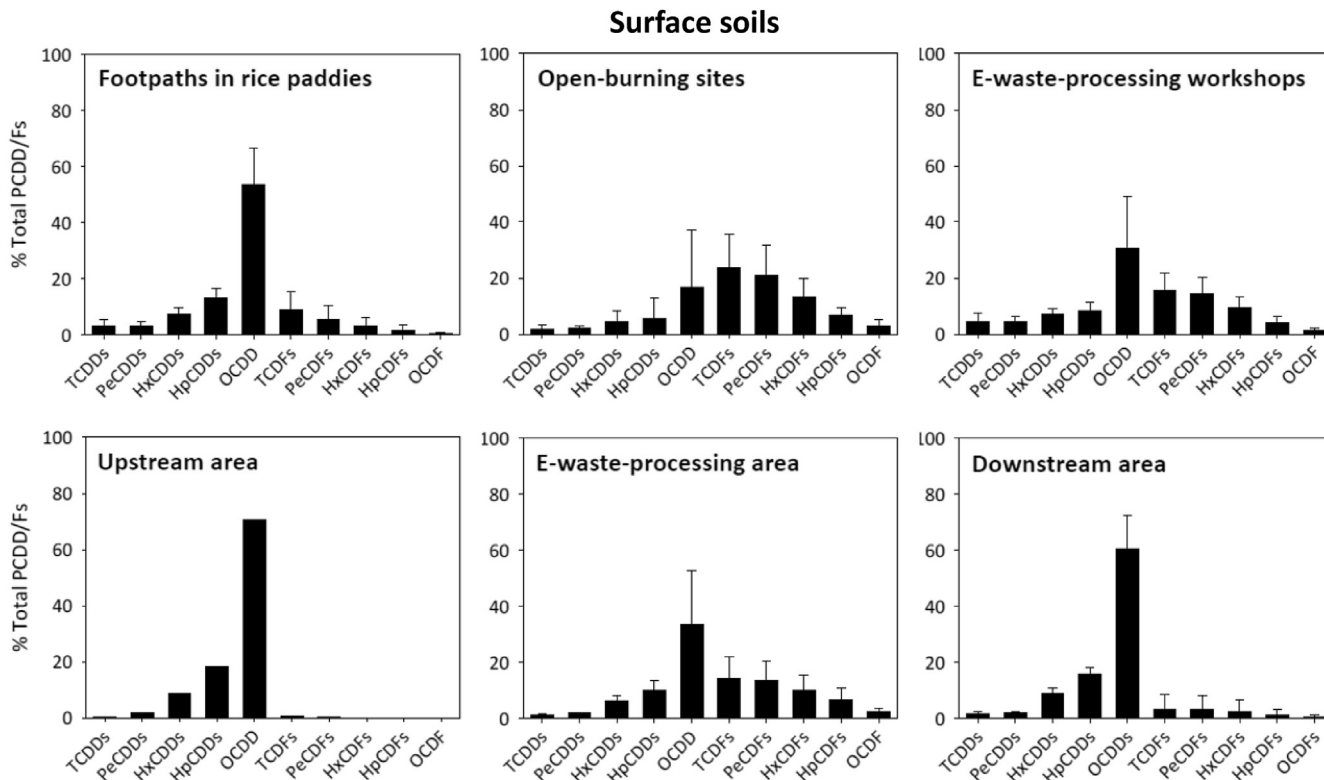 Surface soils
% Total PCDD/Fs
100
80
60
40
20
0
Footpaths in rice paddies
TCDDs
PeCDDs
HxCDDs
HpCDDs
OCDD
TCDFs
PeCDFs
HxCDFs
HpCDFs
OCDF
100
80
60
40
20
0
Open-burning sites
TCDDs
PeCDDs
HxCDDs
HpCDDs
OCDD
TCDFs
PeCDFs
HxCDFs
HpCDFs
OCDF
100
80
60
40
20
0
E-waste-processing workshops
TCDDs
PeCDDs
HxCDDs
HpCDDs
OCDD
TCDFs
PeCDFs
HxCDFs
HpCDFs
OCDF
% Total PCDD/Fs
100
80
60
40
20
0
Upstream area
TCDDs
PeCDDs
HxCDDs
HpCDDs
OCDD
TCDFs
PeCDFs
HxCDFs
HpCDFs
OCDF
100
80
60
40
20
0
E-waste-processing area
TCDDs
PeCDDs
HxCDDs
HpCDDs
OCDD
TCDFs
PeCDFs
HxCDFs
HpCDFs
OCDF
100
80
60
40
20
0
Downstream area
TCDDs
PeCDDs
HxCDDs
HpCDDs
OCDDs
TCDFs
PeCDFs
HxCDFs
HpCDFs
OCDFs